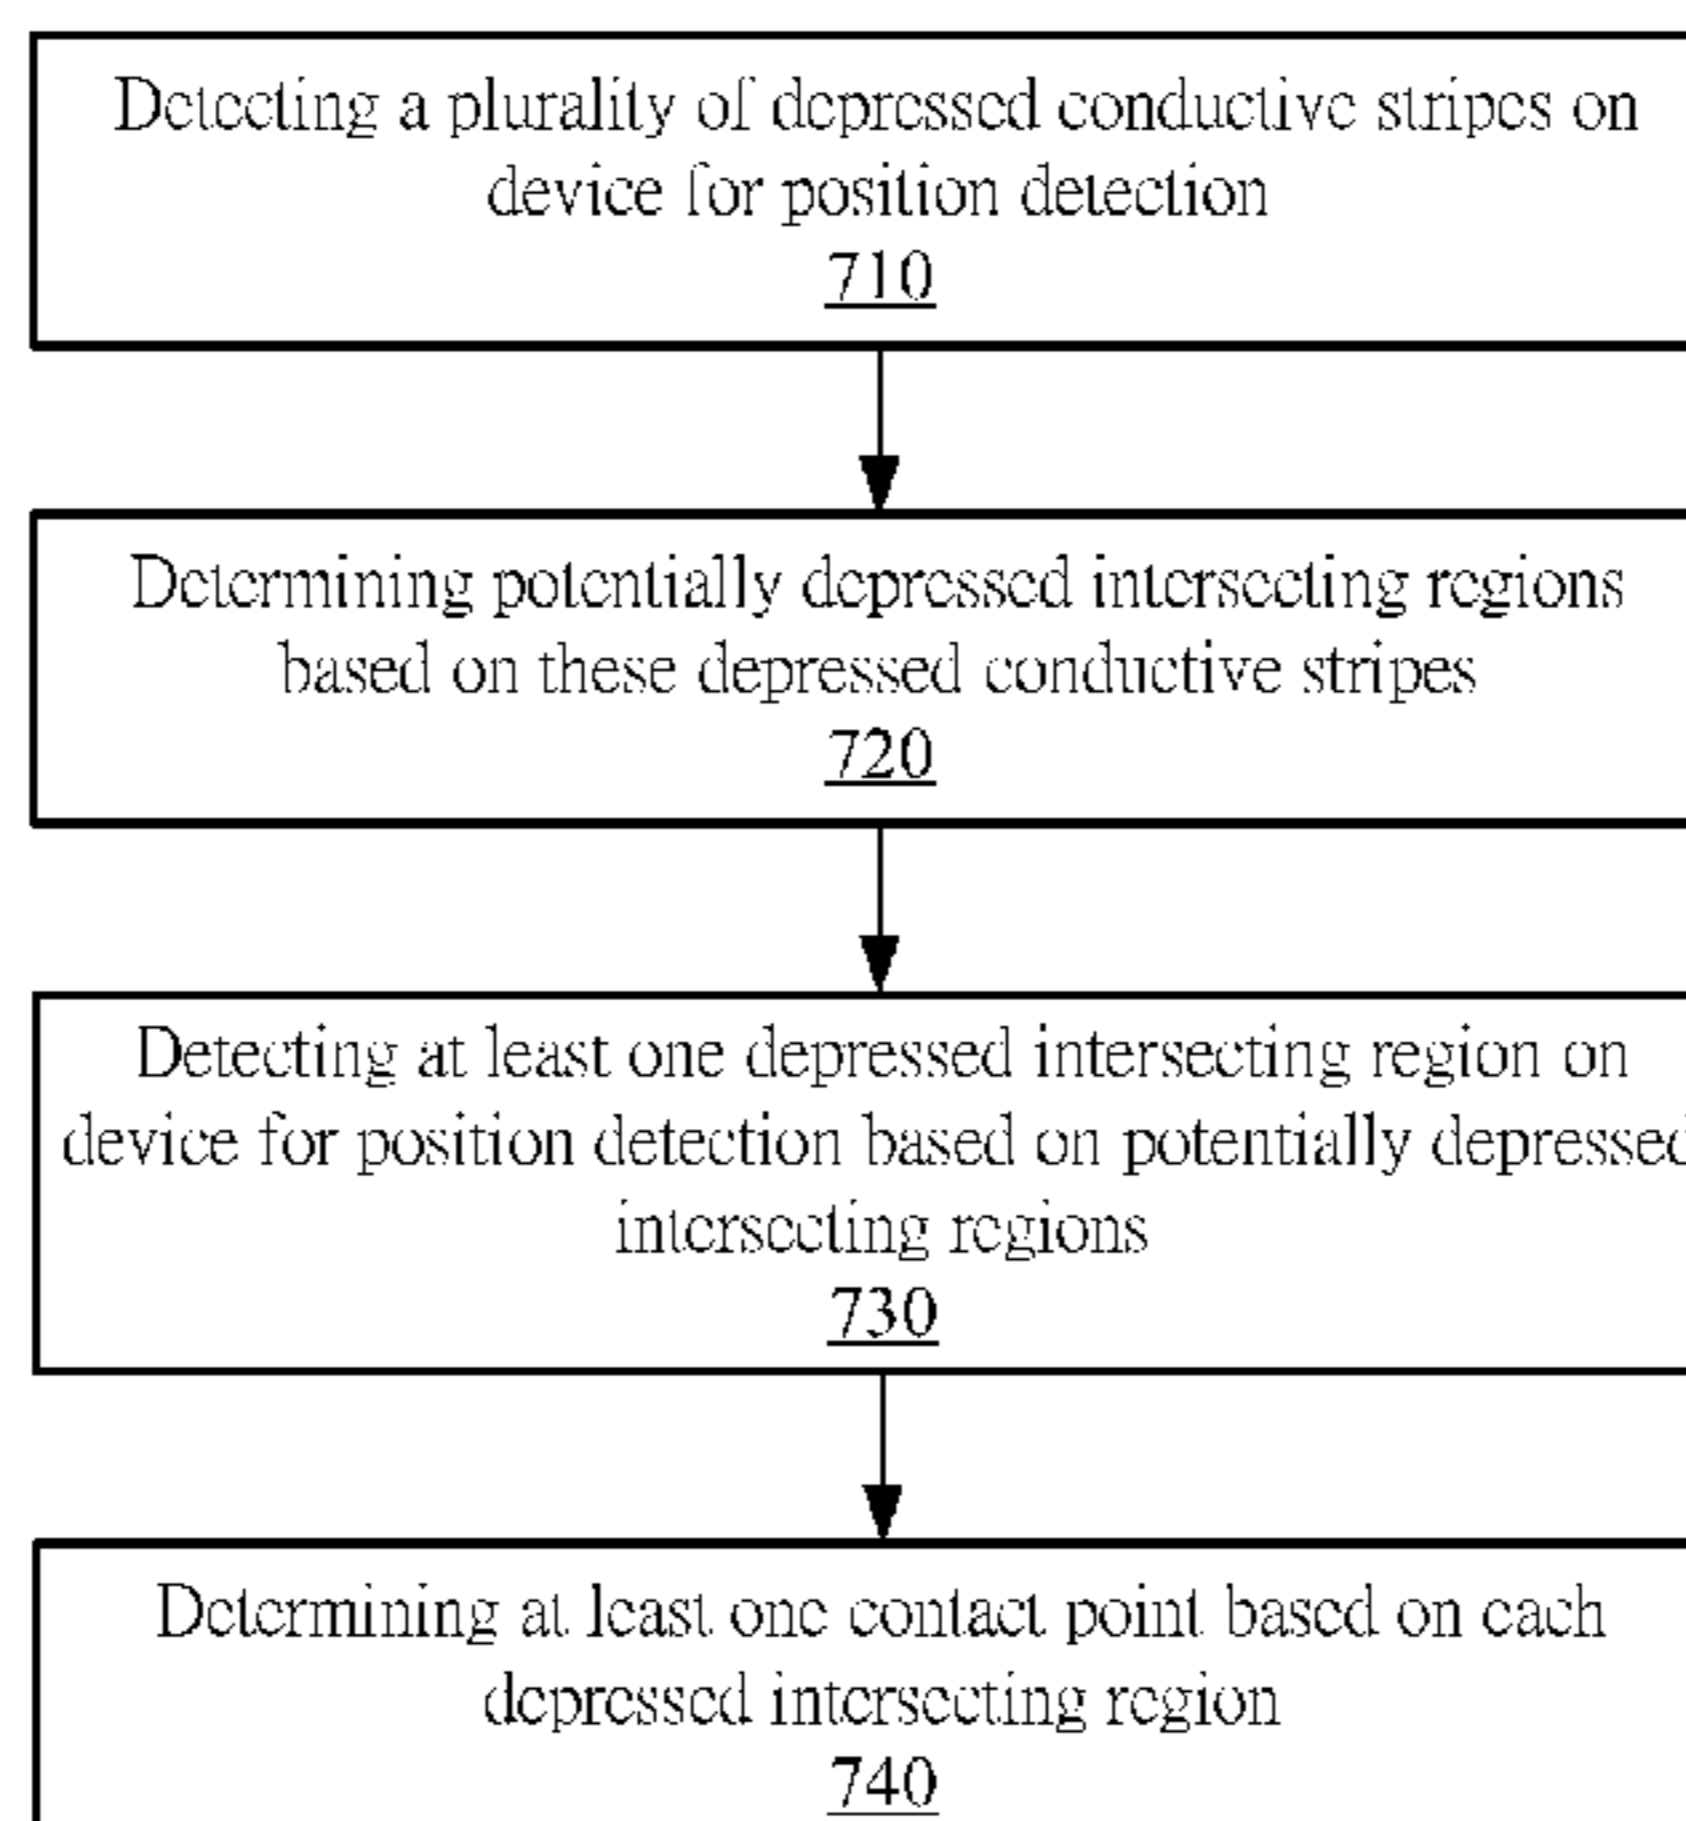 Detecting a plurality of depressed conductive stripes on
device for position detection
710
Determining potentially depressed intersecting regions
based on these depressed conductive stripes
720
Detecting at least one depressed intersecting region on
device for position detection based on potentially depressed
intersecting regions
730
Determining at least one contact point based on each
depressed intersecting region
740